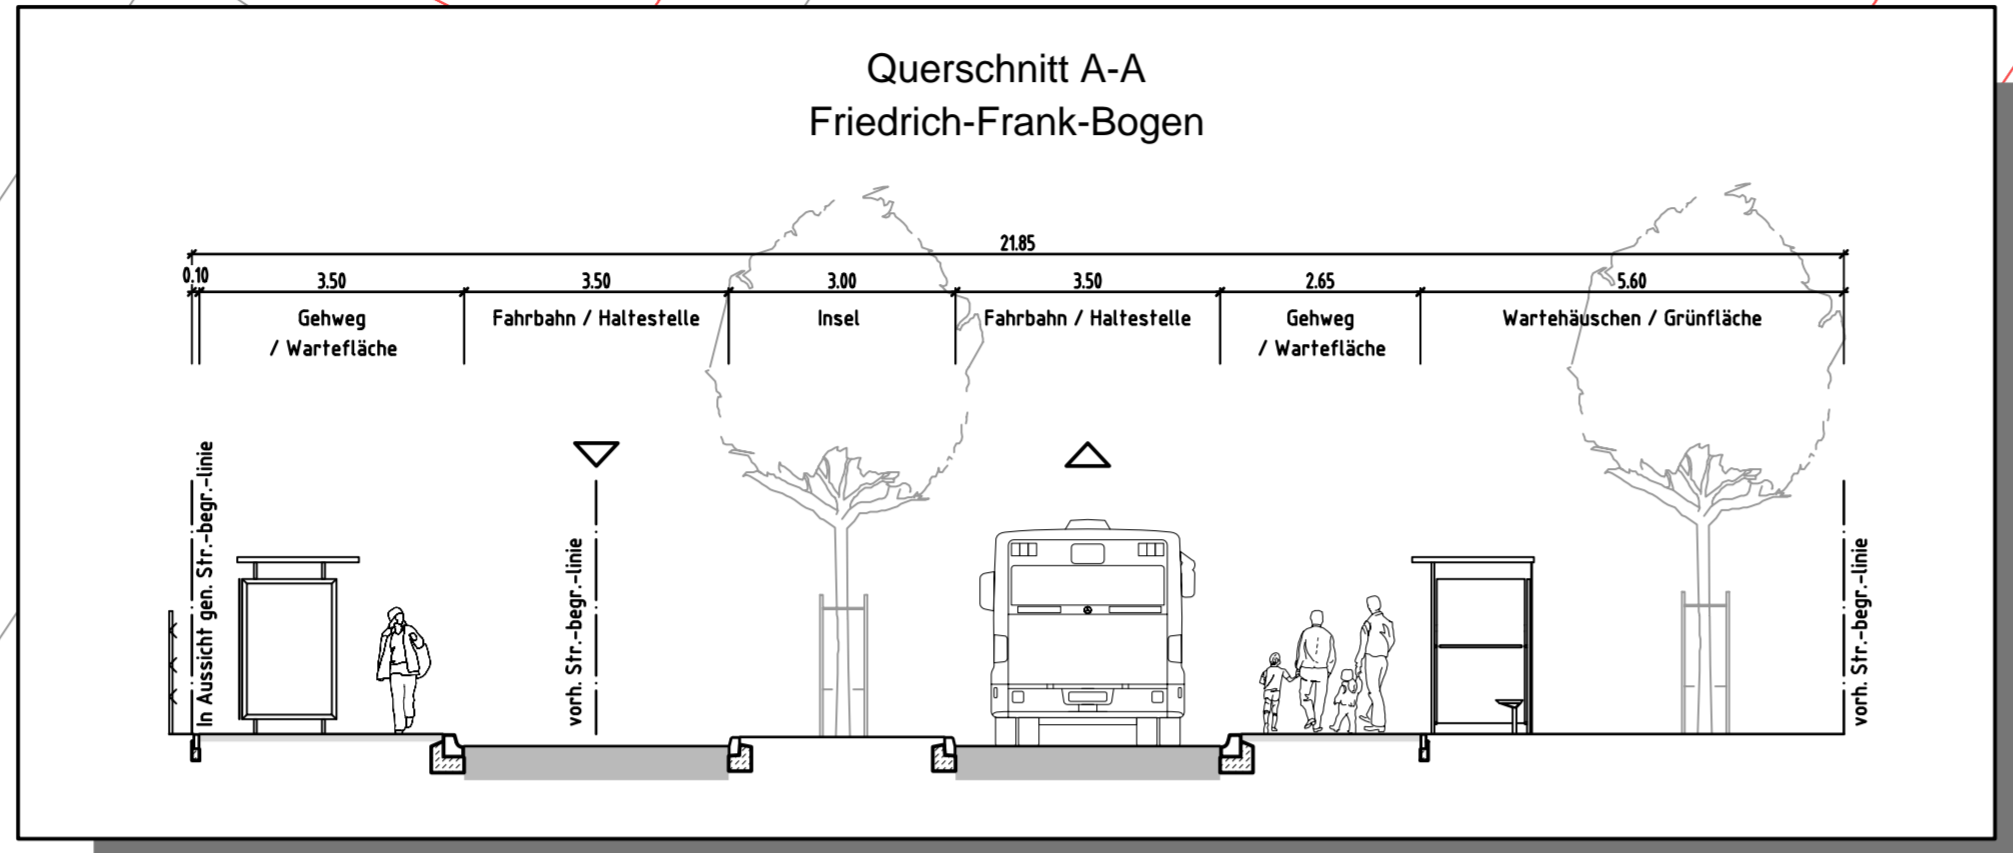 Querschnitt A-A
Friedrich-Frank-Bogen
21.85
0.10 3.50 3.50 3.00 3.50 2.65 5.60
Gehweg
/ Wartefläche
Fahrbahn / Haltestelle
Insel
Fahrbahn / Haltestelle
Gehweg
/ Wartefläche
Wartehäuschen / Grünfläche
In Aussicht gen. Str.-begr.-linie
vorh. Str.-begr.-linie
vorh. Str.-begr.-linie